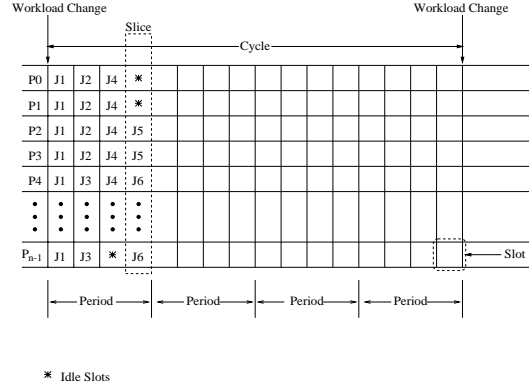 Workload Change Workload Change
Slice
Cycle
P0 J1 J2 J4 *
P1 J1 J2 J4 *
P2 J1 J2 J4 J5
P3 J1 J2 J4 J5
P4 J1 J3 J4 J6
Pn-1 J1 J3 * J6 Slot
Period Period Period Period
* Idle Slots